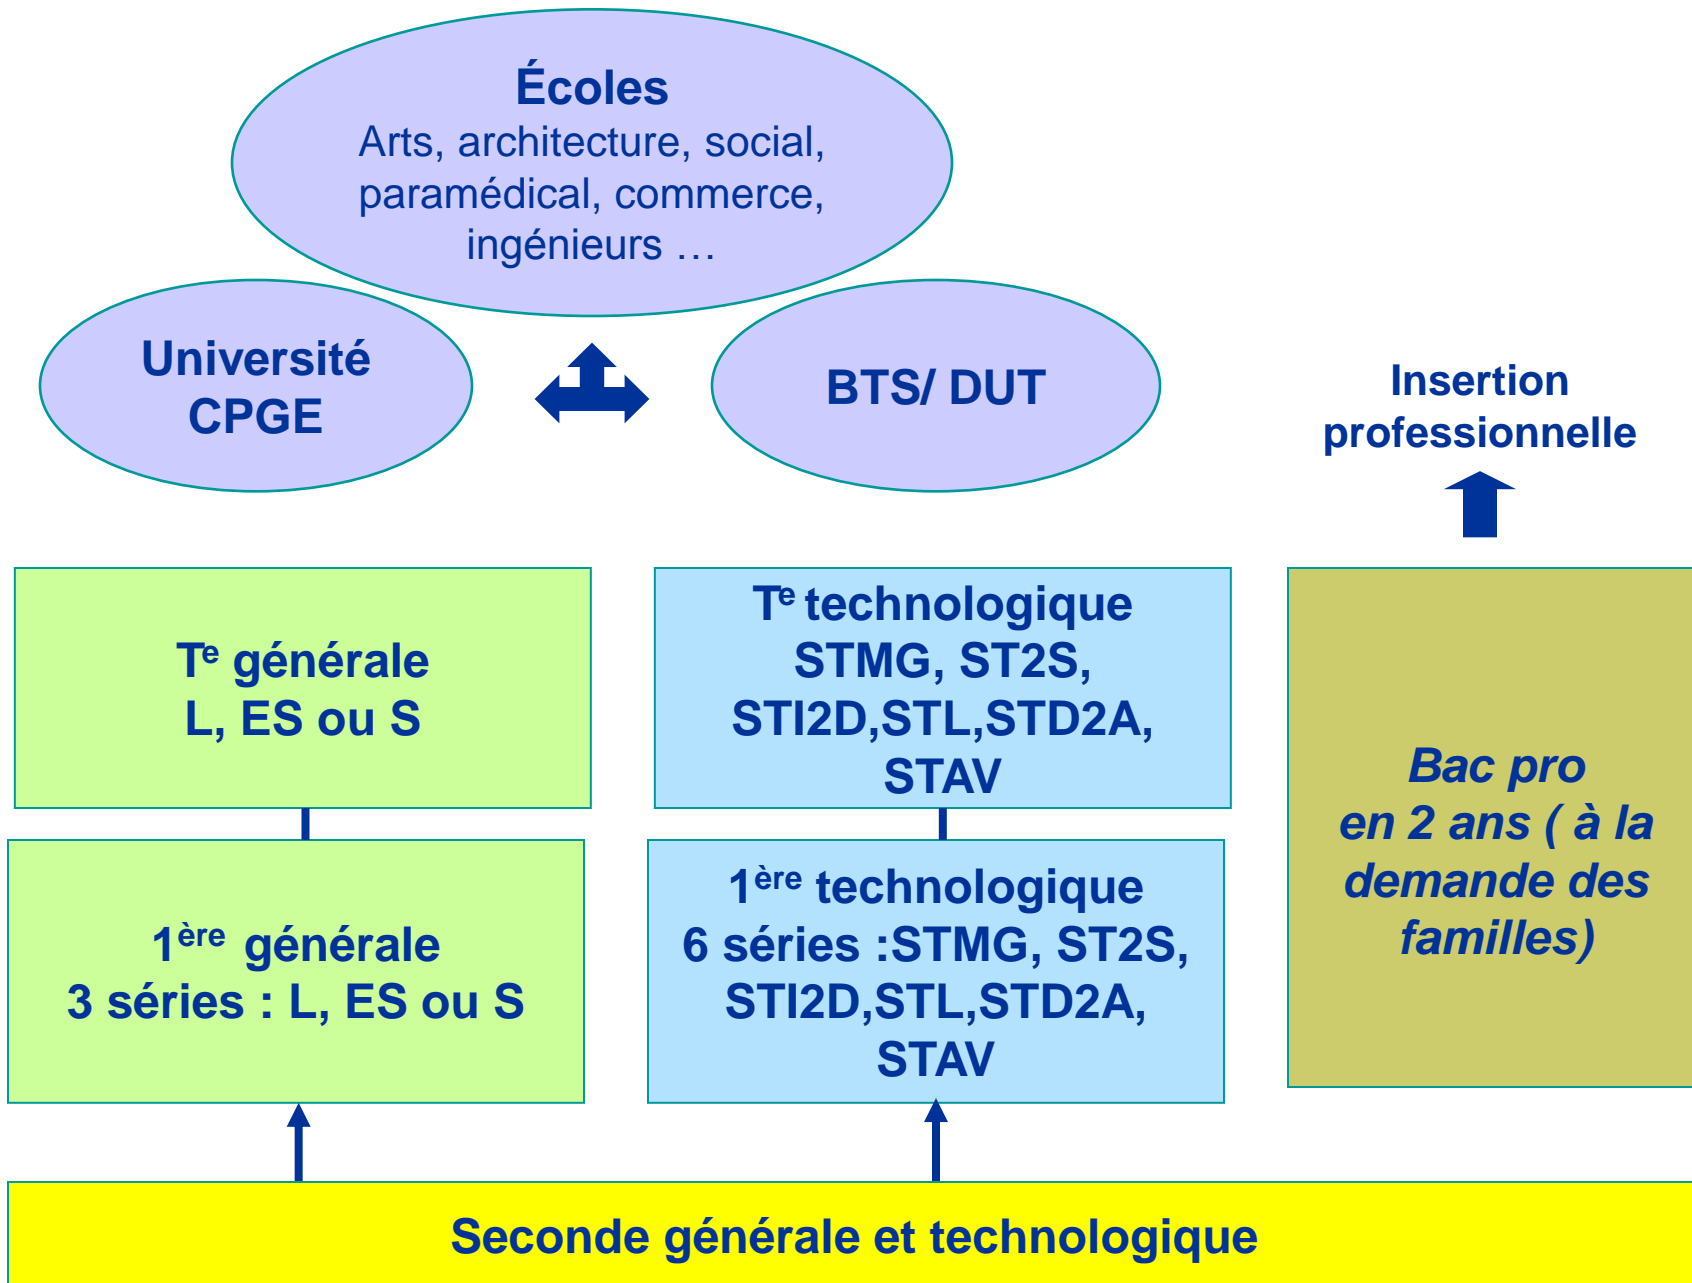 Écoles
Arts, architecture, social,
paramédical, commerce,
ingénieurs …
Université
CPGE
BTS/ DUT
Insertion
professionnelle
Te générale
L, ES ou S
Te technologique
STMG, ST2S,
STI2D,STL,STD2A,
STAV
Bac pro
en 2 ans ( à la
demande des
familles)
1ère générale
3 séries : L, ES ou S
1ère technologique
6 séries :STMG, ST2S,
STI2D,STL,STD2A,
STAV
Seconde générale et technologique